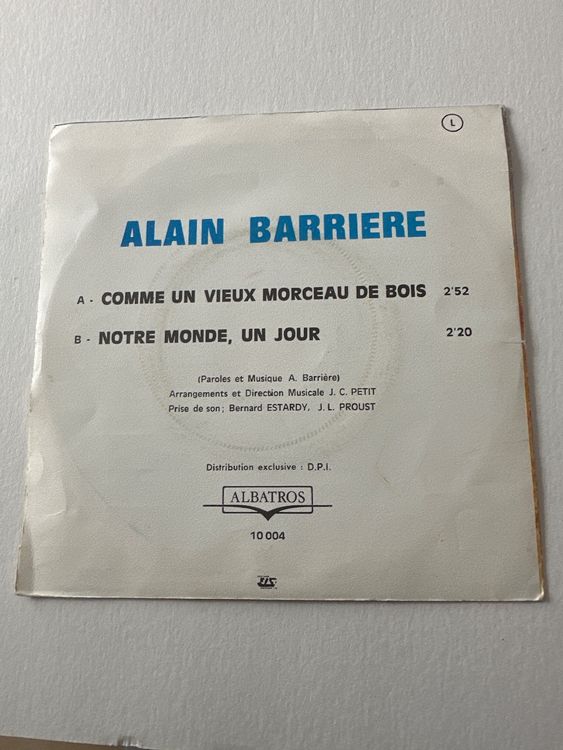 L
ALAIN BARRIERE
A - COMME UN VIEUX MORCEAU DE BOIS 2'52
B - NOTRE MONDE, UN JOUR 2'20
(Paroles et Musique A. Barrière)
Arrangements et Direction Musicale J. C. PETIT
Prise de son ; Bernard ESTARDY, J. L. PROUST
Distribution exclusive : D.P.I.
ALBATROS
10 004